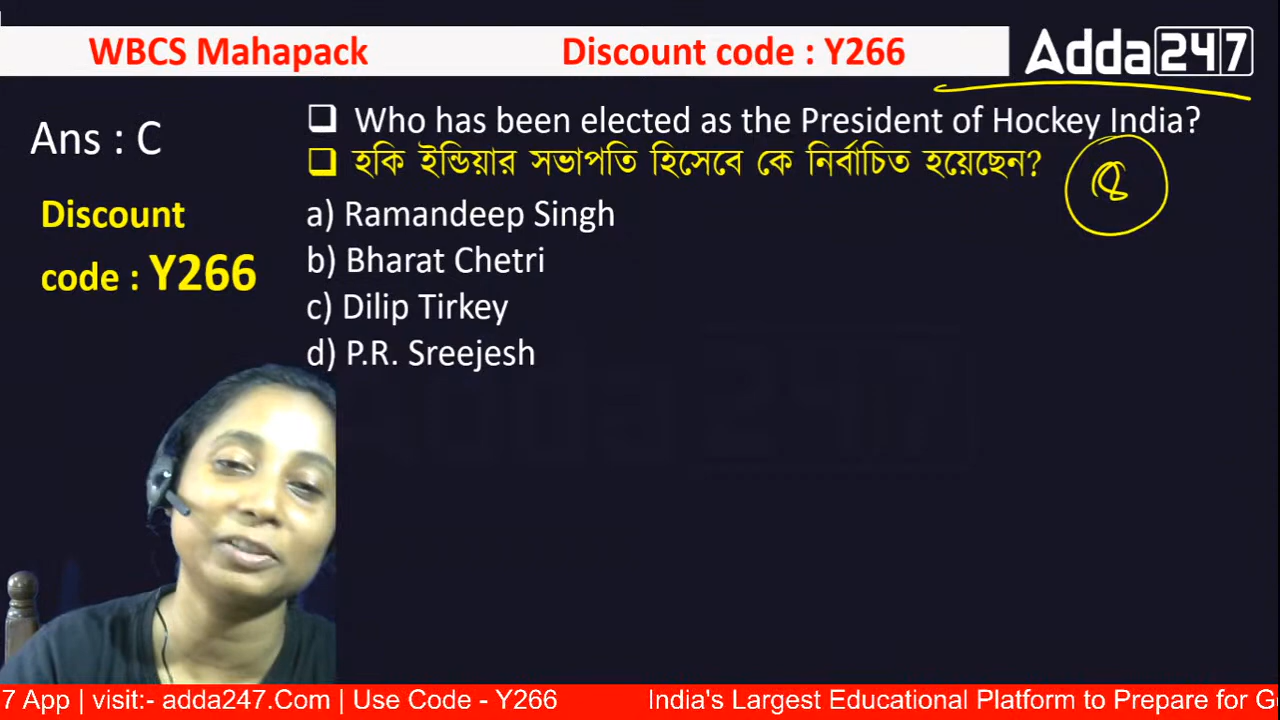 WBCS Mahapack Discount code : Y266 Adda247
Ans : C
❑ Who has been elected as the President of Hockey India?
❑ হকি ইন্ডিয়ার সভাপতি হিসেবে কে নির্বাচিত হয়েছেন?
Discount
code : Y266
a) Ramandeep Singh
b) Bharat Chetri
c) Dilip Tirkey
d) P.R. Sreejesh
Adda247
7 App | visit:- adda247.Com | Use Code - Y266 India's Largest Educational Platform to Prepare for G